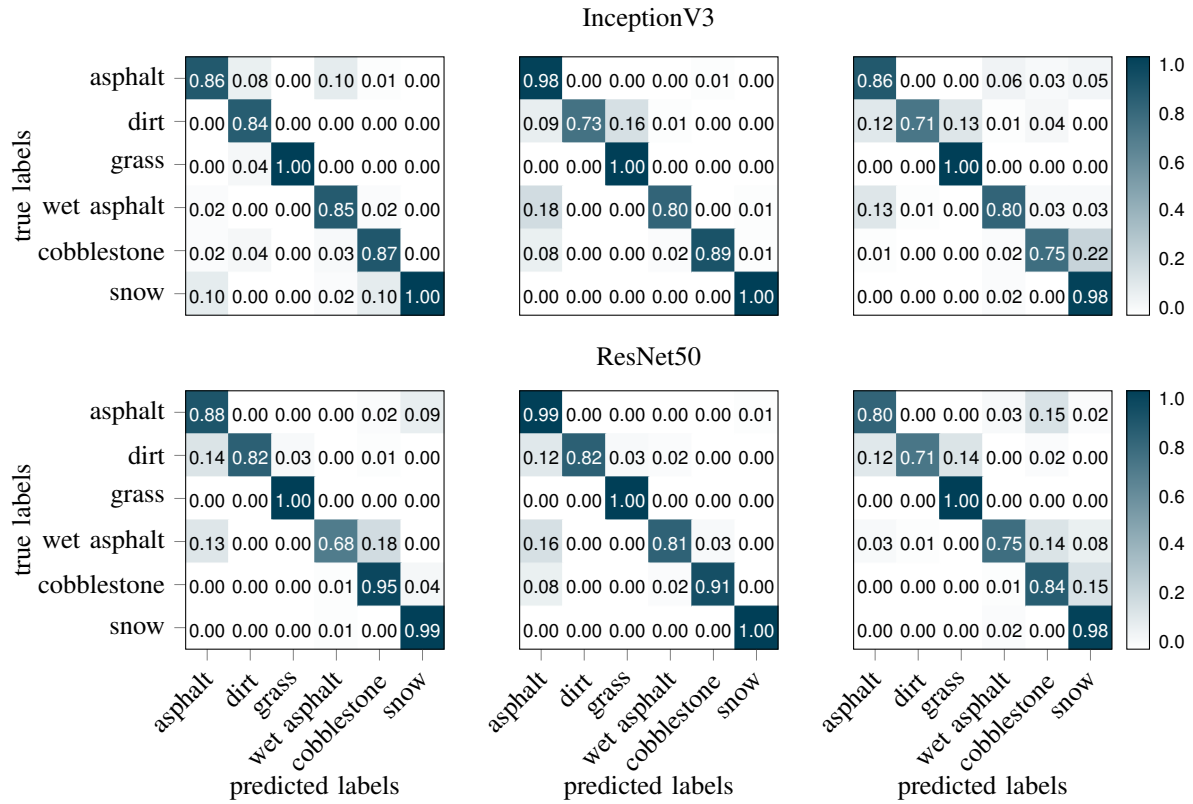 InceptionV3
asphalt 0.86 0.08 0.00 0.10 0.01 0.00 0.98 0.00 0.00 0.00 0.01 0.00 0.86 0.00 0.00 0.06 0.03 0.05 1.0
dirt 0.00 0.84 0.00 0.00 0.00 0.00 0.09 0.73 0.16 0.01 0.00 0.00 0.12 0.71 0.13 0.01 0.04 0.00 0.8
grass 0.00 0.04 1.00 0.00 0.00 0.00 0.00 0.00 1.00 0.00 0.00 0.00 0.00 0.00 1.00 0.00 0.00 0.00 0.6
true labels
wet asphalt 0.02 0.00 0.00 0.85 0.02 0.00 0.18 0.00 0.00 0.80 0.00 0.01 0.13 0.01 0.00 0.80 0.03 0.03 0.4
cobblestone 0.02 0.04 0.00 0.03 0.87 0.00 0.08 0.00 0.00 0.02 0.89 0.01 0.01 0.00 0.00 0.02 0.75 0.22 0.2
snow 0.10 0.00 0.00 0.02 0.10 1.00 0.00 0.00 0.00 0.00 0.00 1.00 0.00 0.00 0.00 0.02 0.00 0.98 0.0
ResNet50
asphalt 0.88 0.00 0.00 0.00 0.02 0.09 0.99 0.00 0.00 0.00 0.00 0.01 0.80 0.00 0.00 0.03 0.15 0.02 1.0
dirt 0.14 0.82 0.03 0.00 0.01 0.00 0.12 0.82 0.03 0.02 0.00 0.00 0.12 0.71 0.14 0.00 0.02 0.00 0.8
grass 0.00 0.00 1.00 0.00 0.00 0.00 0.00 0.00 1.00 0.00 0.00 0.00 0.00 0.00 1.00 0.00 0.00 0.00 0.6
true labels
wet asphalt 0.13 0.00 0.00 0.68 0.18 0.00 0.16 0.00 0.00 0.81 0.03 0.00 0.03 0.01 0.00 0.75 0.14 0.08 0.4
cobblestone 0.00 0.00 0.00 0.01 0.95 0.04 0.08 0.00 0.00 0.02 0.91 0.00 0.00 0.00 0.00 0.01 0.84 0.15 0.2
snow 0.00 0.00 0.00 0.01 0.00 0.99 0.00 0.00 0.00 0.00 0.00 1.00 0.00 0.00 0.00 0.02 0.00 0.98 0.0
asphalt dirt grass wet asphalt cobblestone snow asphalt dirt grass wet asphalt cobblestone snow asphalt dirt grass wet asphalt cobblestone snow
predicted labels predicted labels predicted labels